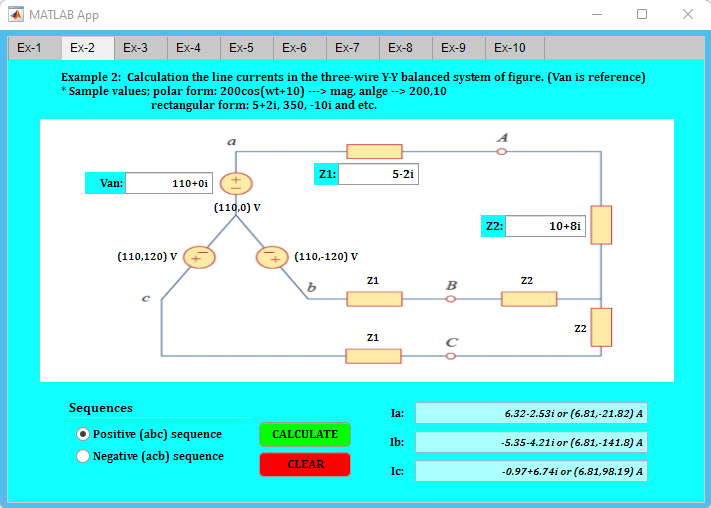 MATLAB App
Ex-1 Ex-2 Ex-3 Ex-4 Ex-5 Ex-6 Ex-7 Ex-8 Ex-9 Ex-10
Example 2: Calculation the line currents in the three-wire Y-Y balanced system of figure. (Van is reference)
* Sample values; polar form: 200cos(wt+10) ---> mag, anlge --> 200,10
rectangular form: 5+2i, 350, -10i and etc.
a
A
Z1: 5-2i
Van: 110+0i
(110,0) V
Z2: 10+8i
(110,120) V
(110,-120) V
Z1
Z2
b
B
c
Z2
Z1
C
Sequences
Positive (abc) sequence
Negative (acb) sequence
CALCULATE
CLEAR
Ia: 6.32-2.53i or (6.81,-21.82) A
Ib: -5.35-4.21i or (6.81,-141.8) A
Ic: -0.97+6.74i or (6.81,98.19) A